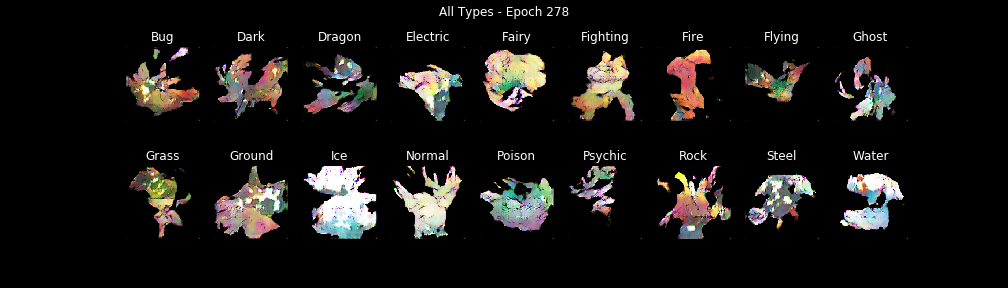 All Types - Epoch 278
Bug Dark Dragon Electric Fairy Fighting Fire Flying Ghost
Grass Ground Ice Normal Poison Psychic Rock Steel Water